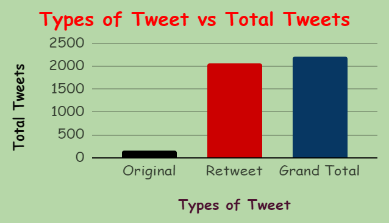 Types of Tweet vs Total Tweets
Total Tweets
2500
2000
1500
1000
500
0
Original Retweet Grand Total
Types of Tweet